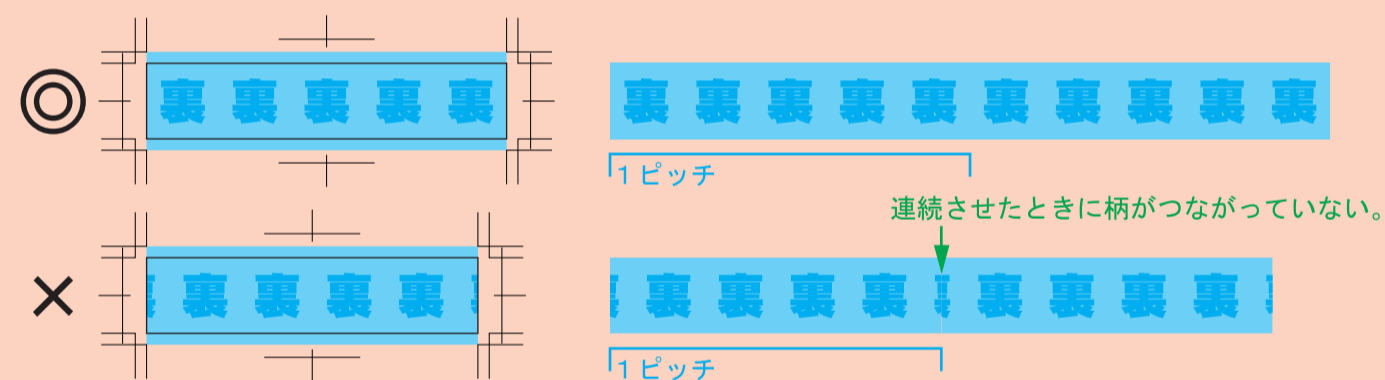 裏 裏 裏 裏 裏
裏 裏 裏 裏 裏 裏 裏 裏 裏 裏
1 ピッチ
連続させたときに柄がつながっていない。
裏 裏 裏 裏
裏 裏 裏 裏 裏 裏 裏 裏
1 ピッチ